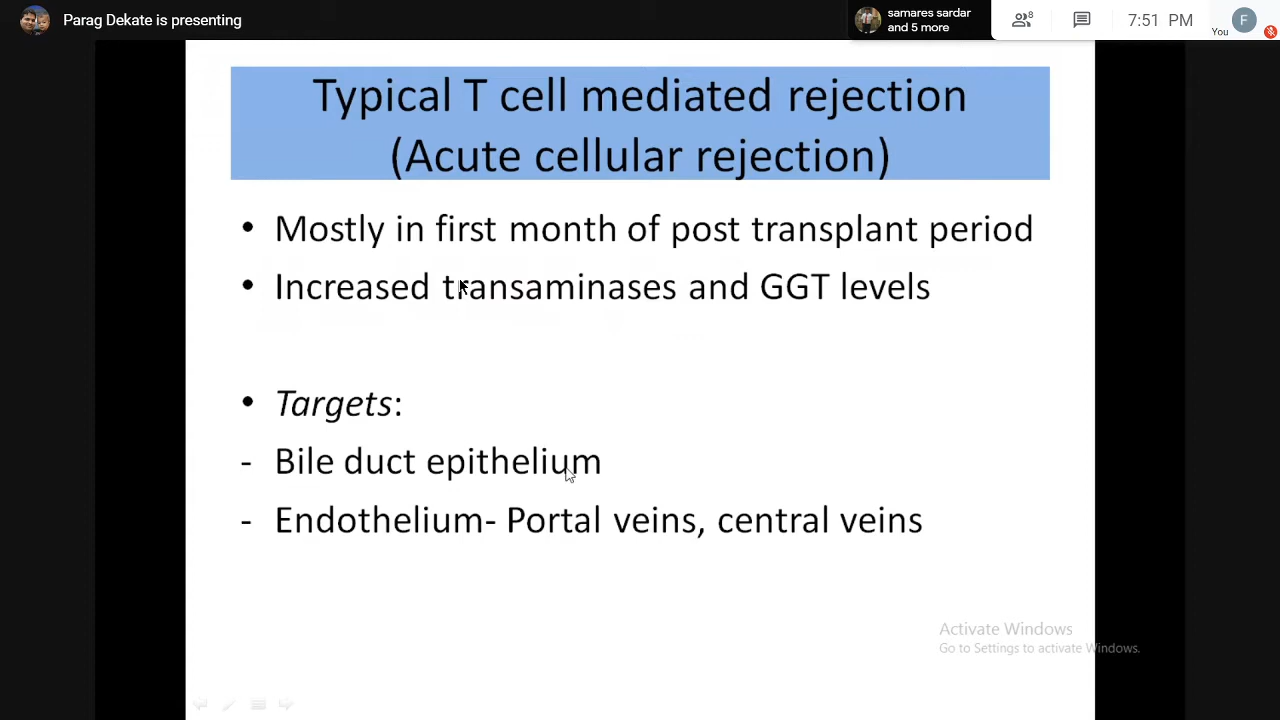 Parag Dekate is presenting
samares sardar
and 5 more
8
7:51 PM
You
F
Typical T cell mediated rejection
(Acute cellular rejection)
• Mostly in first month of post transplant period
• Increased transaminases and GGT levels
• Targets:
- Bile duct epithelium
- Endothelium- Portal veins, central veins
Activate Windows
Go to Settings to activate Windows.